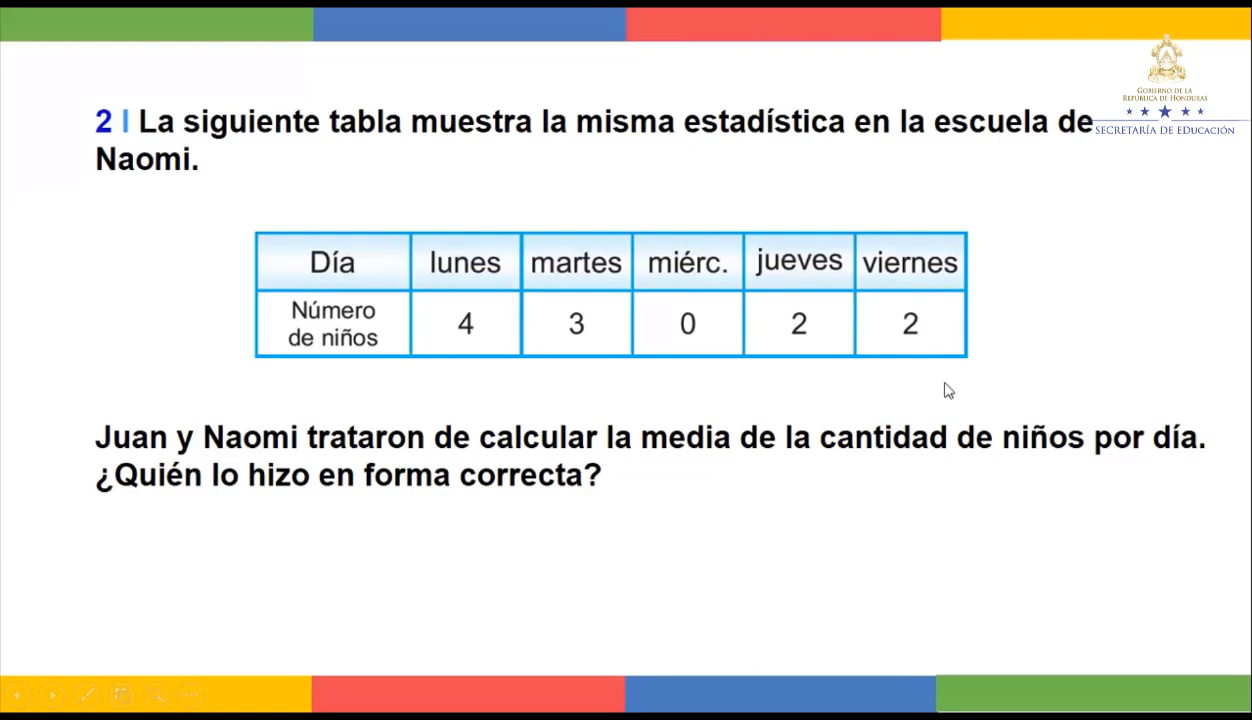 GOBIERNO DE LA
REPÚBLICA DE HONDURAS
SECRETARÍA DE EDUCACIÓN
2 | La siguiente tabla muestra la misma estadística en la escuela de
Naomi.
Día lunes martes miérc. jueves viernes
Número
de niños 4 3 0 2 2
Juan y Naomi trataron de calcular la media de la cantidad de niños por día.
¿Quién lo hizo en forma correcta?